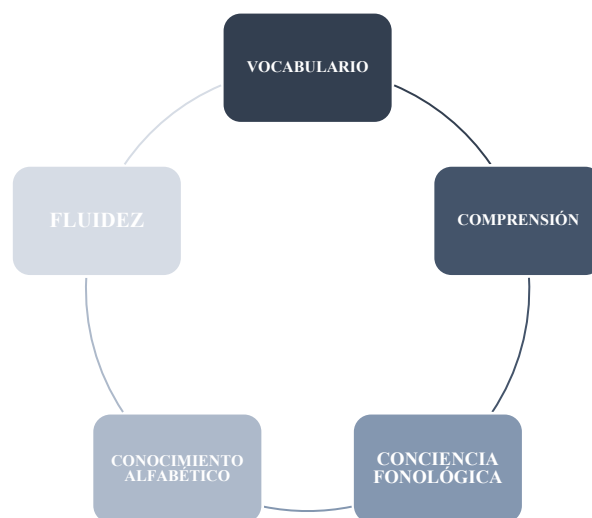 VOCABULARIO
COMPRENSIÓN
CONCIENCIA
FONOLÓGICA
CONOCIMIENTO
ALFABÉTICO
FLUIDEZ